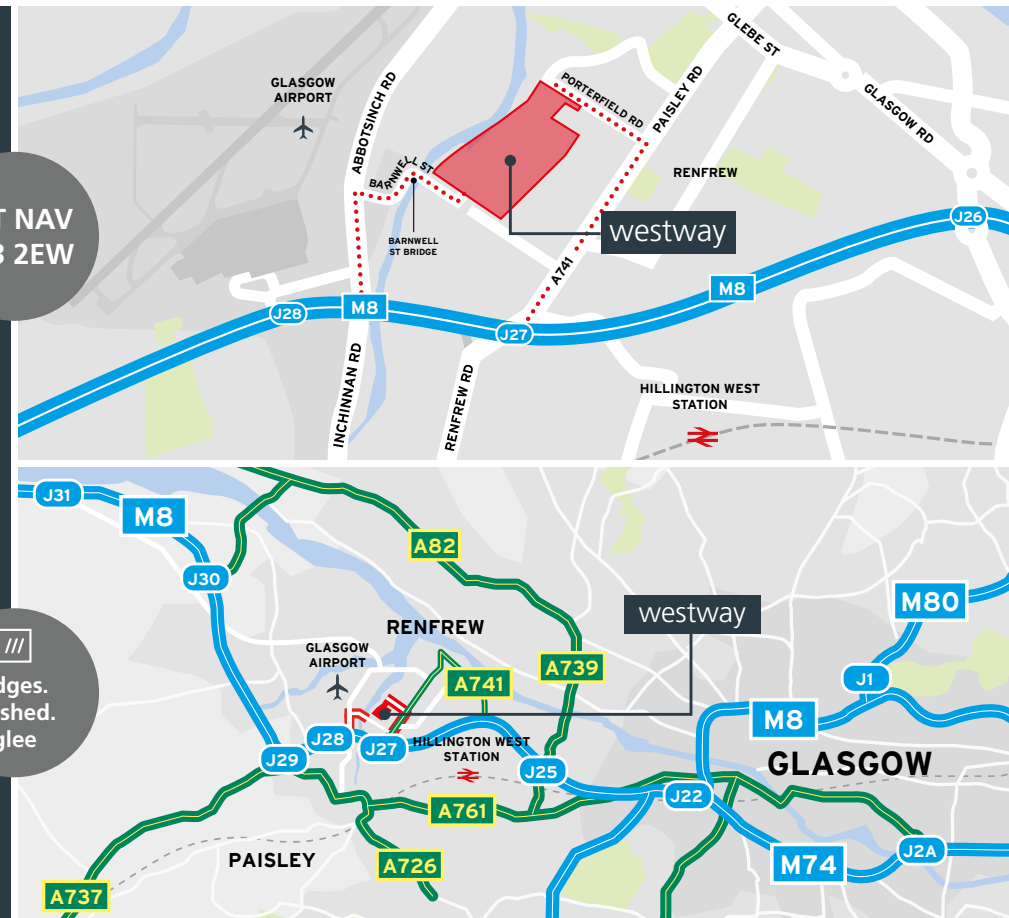 GLASGOW
AIRPORT
ABBOTSINCH RD
BARNWELL ST
BARNWELL
ST BRIDGE
PORTERFIELD RD
PAISLEY RD
GLEBE ST
GLASGOW RD
RENFREW
westway
A741
J26
M8
M8
J28
J27
INCHINNAN RD
RENFREW RD
HILLINGTON WEST
STATION
NAV
2EW
J31
M8
J30
A82
RENFREW
GLASGOW
AIRPORT
westway
M80
A739
A741
J1
M8
J28
J27
HILLINGTON WEST
STATION
J29
J25
GLASGOW
J22
A761
PAISLEY
A726
M74
J2A
A737
///
glee